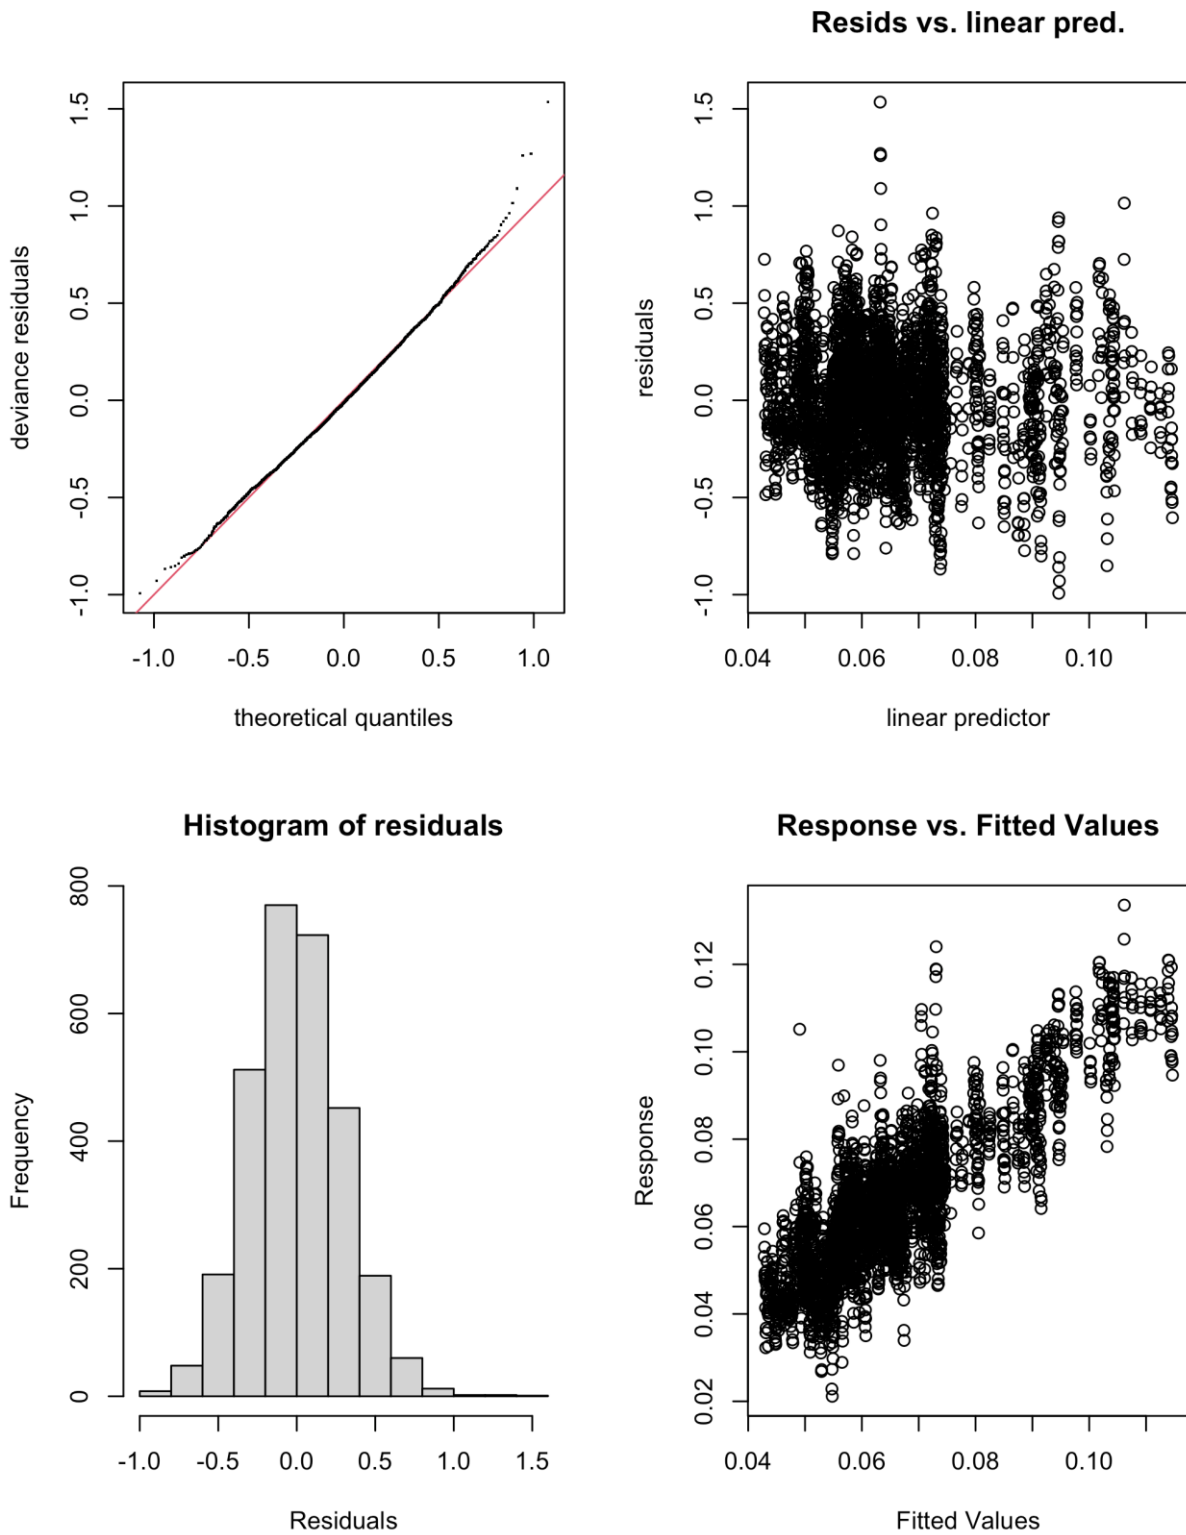 Resids vs. linear pred.
deviance residuals
1.5
1.0
0.5
0.0
-0.5
-1.0
-1.0 -0.5 0.0 0.5 1.0
theoretical quantiles
residuals
1.5
1.0
0.5
0.0
-0.5
-1.0
0.04 0.06 0.08 0.10
linear predictor
Histogram of residuals
Frequency
800
600
400
200
0
-1.0 -0.5 0.0 0.5 1.0 1.5
Residuals
Response vs. Fitted Values
Response
0.12
0.10
0.08
0.06
0.04
0.02
0.04 0.06 0.08 0.10
Fitted Values